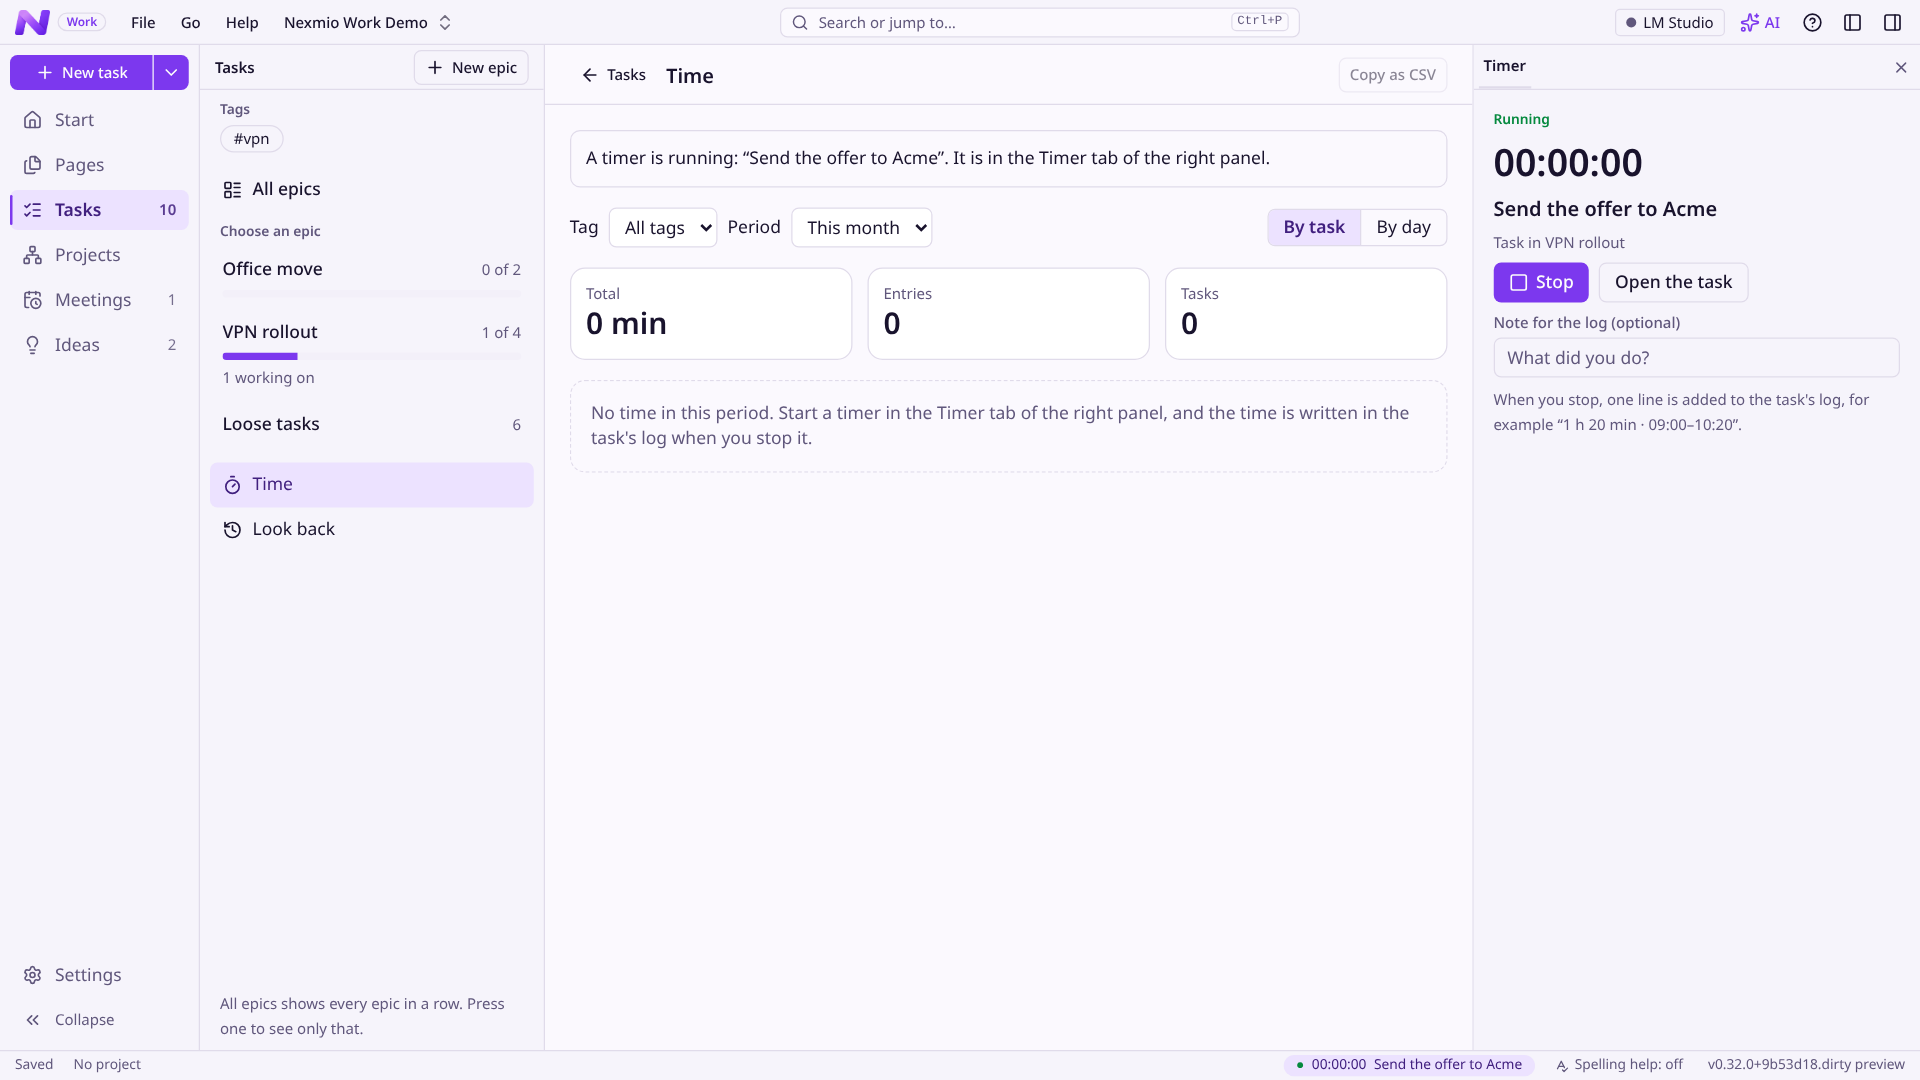 Work
File
Go
Help
Nexmio Work Demo
Search or jump to...
Ctrl+P
LM Studio
AI
New task
Start
Pages
Tasks 10
Projects
Meetings 1
Ideas 2
Settings
Collapse
Tasks
New epic
Tags
#vpn
All epics
Choose an epic
Office move 0 of 2
VPN rollout 1 of 4
1 working on
Loose tasks 6
Time
Look back
All epics shows every epic in a row. Press
one to see only that.
Tasks
Time
Copy as CSV
A timer is running: “Send the offer to Acme”. It is in the Timer tab of the right panel.
Tag All tags Period This month By task By day
Total
0 min
Entries
0
Tasks
0
No time in this period. Start a timer in the Timer tab of the right panel, and the time is written in the
task's log when you stop it.
Timer
Running
00:00:00
Send the offer to Acme
Task in VPN rollout
Stop
Open the task
Note for the log (optional)
What did you do?
When you stop, one line is added to the task's log, for
example “1 h 20 min · 09:00–10:20”.
Saved
No project
00:00:00 Send the offer to Acme
Spelling help: off
v0.32.0+9b53d18.dirty preview